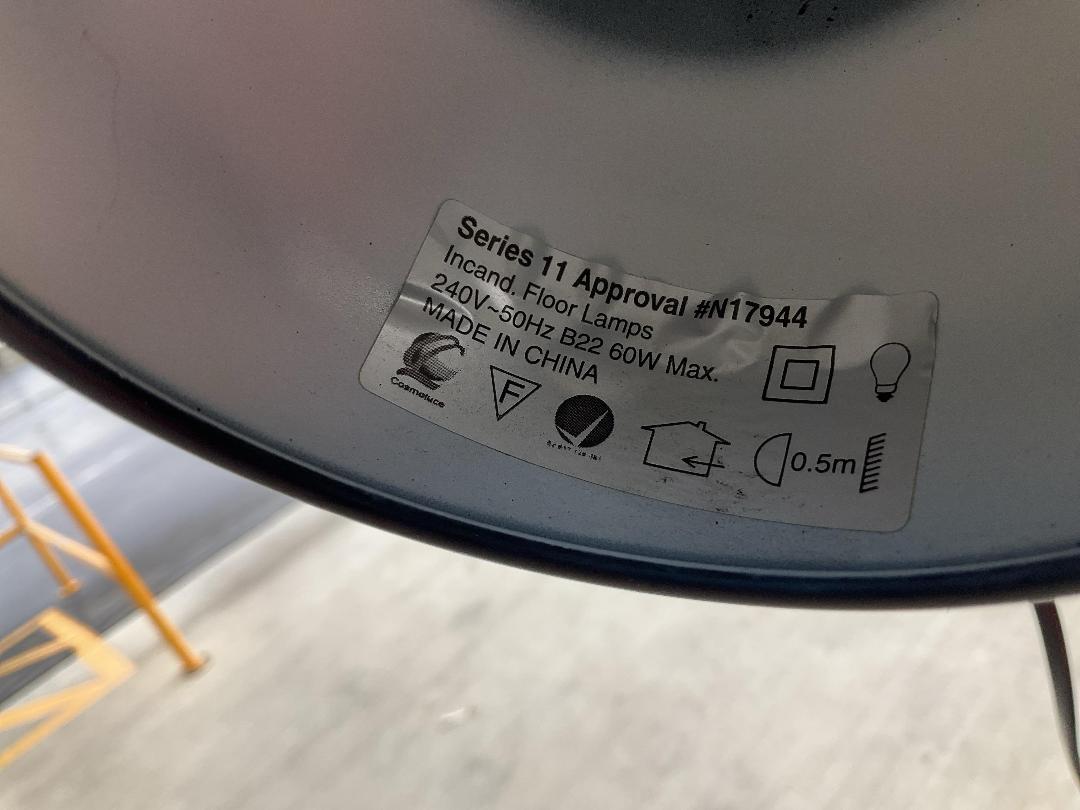 Series 11 Approval #N17944
Incand. Floor Lamps
240V~50Hz B22 60W Max.
MADE IN CHINA
Cosmoluce
F
0.5m